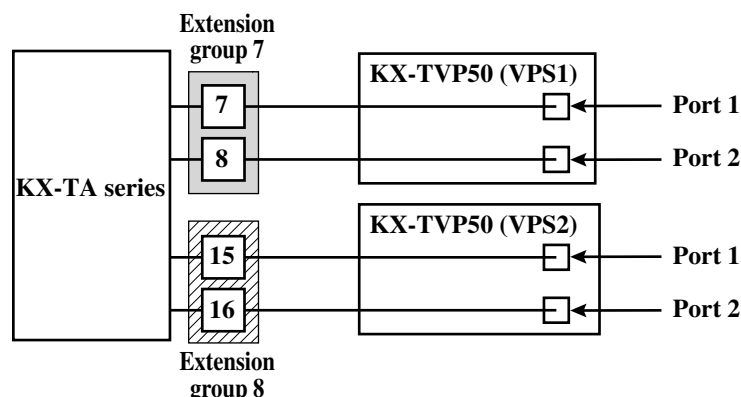 Extension
group 7
KX-TVP50 (VPS1)
7
Port 1
8
Port 2
KX-TA series
KX-TVP50 (VPS2)
15
Port 1
16
Port 2
Extension
group 8